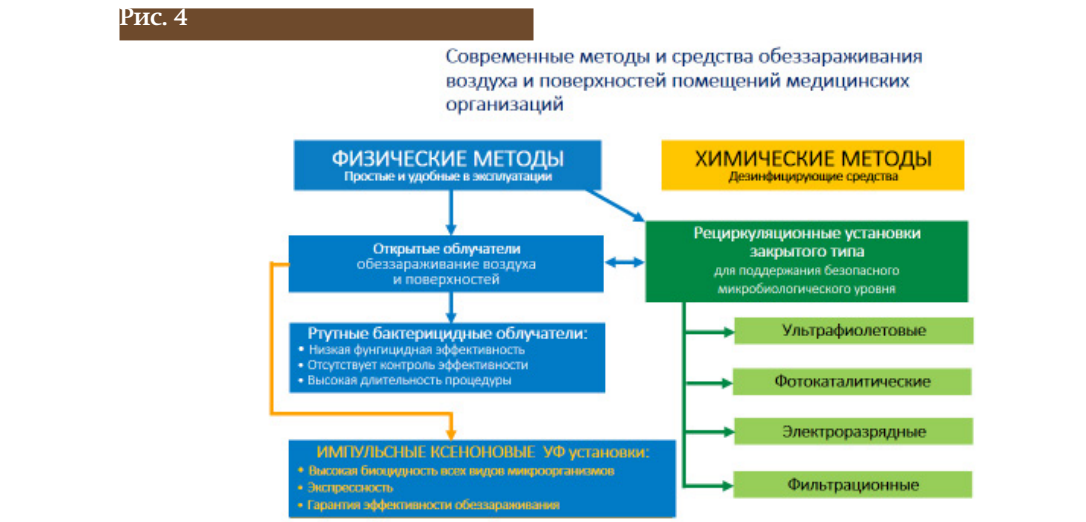 Рис. 4
Современные методы и средства обеззараживания
воздуха и поверхностей помещений медицинских
организаций
ФИЗИЧЕСКИЕ МЕТОДЫ
Простые и удобные в эксплуатации
ХИМИЧЕСКИЕ МЕТОДЫ
Дезинфицирующие средства
Открытые облучатели
обеззараживание воздуха
и поверхностей
Рециркуляционные установки
закрытого типа
для поддержания безопасного
микробиологического уровня
Ртутные бактерицидные облучатели:
• Низкая фунгицидная эффективность
• Отсутствует контроль эффективности
• Высокая длительность процедуры
Ультрафиолетовые
Фотокаталитические
Электроразрядные
Фильтрационные
ИМПУЛЬСНЫЕ КСЕНОНОВЫЕ УФ установки:
• Высокая биоцидность всех видов микроорганизмов
• Экспрессность
• Гарантия эффективности обеззараживания